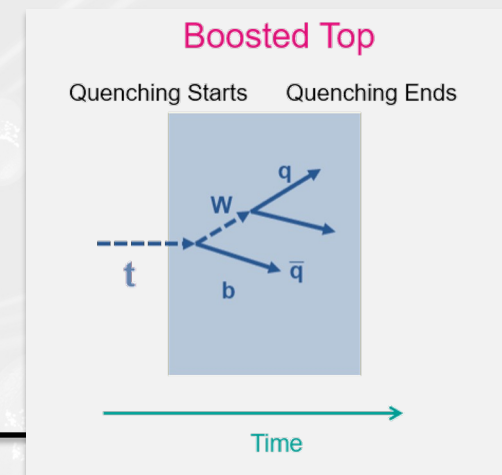 Boosted Top
Quenching Starts Quenching Ends
q
W
t
b
q̅
Time